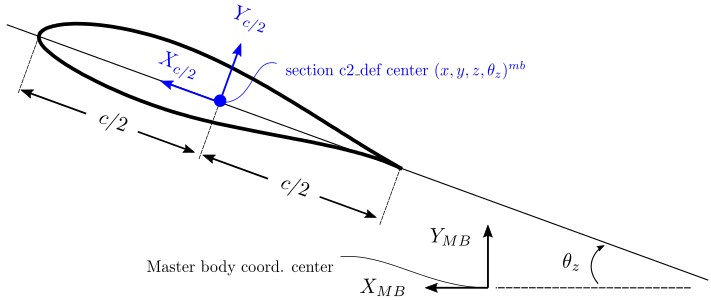 Y_{c/2}
X_{c/2}
section c2_def center (x, y, z, θ_z)^{mb}
c/2
c/2
Y_{MB}
θ_z
Master body coord. center
X_{MB}